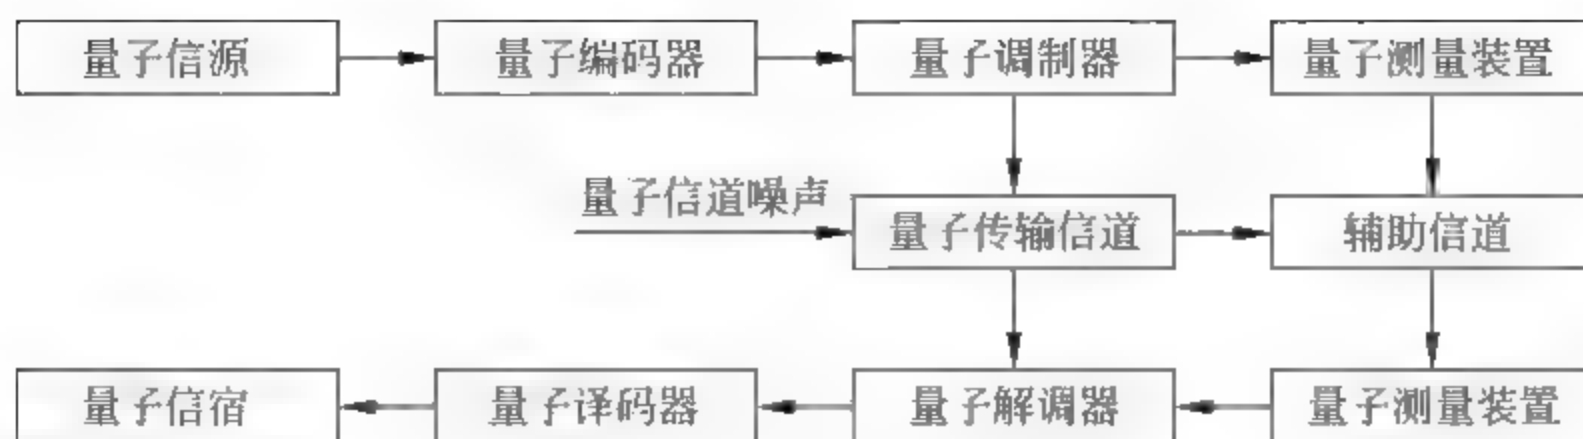 量子信源
量子编码器
量子调制器
量子测量装置
量子信道噪声
量子传输信道
辅助信道
量子信宿
量子译码器
量子解调器
量子测量装置